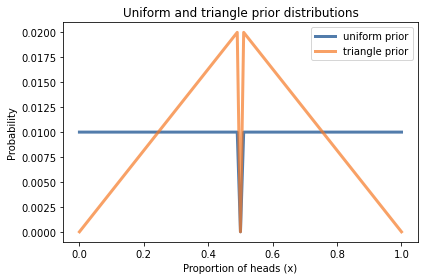 Uniform and triangle prior distributions
0.0200
0.0175
0.0150
0.0125
0.0100
0.0075
0.0050
0.0025
0.0000
Probability
uniform prior
triangle prior
0.0 0.2 0.4 0.6 0.8 1.0
Proportion of heads (x)